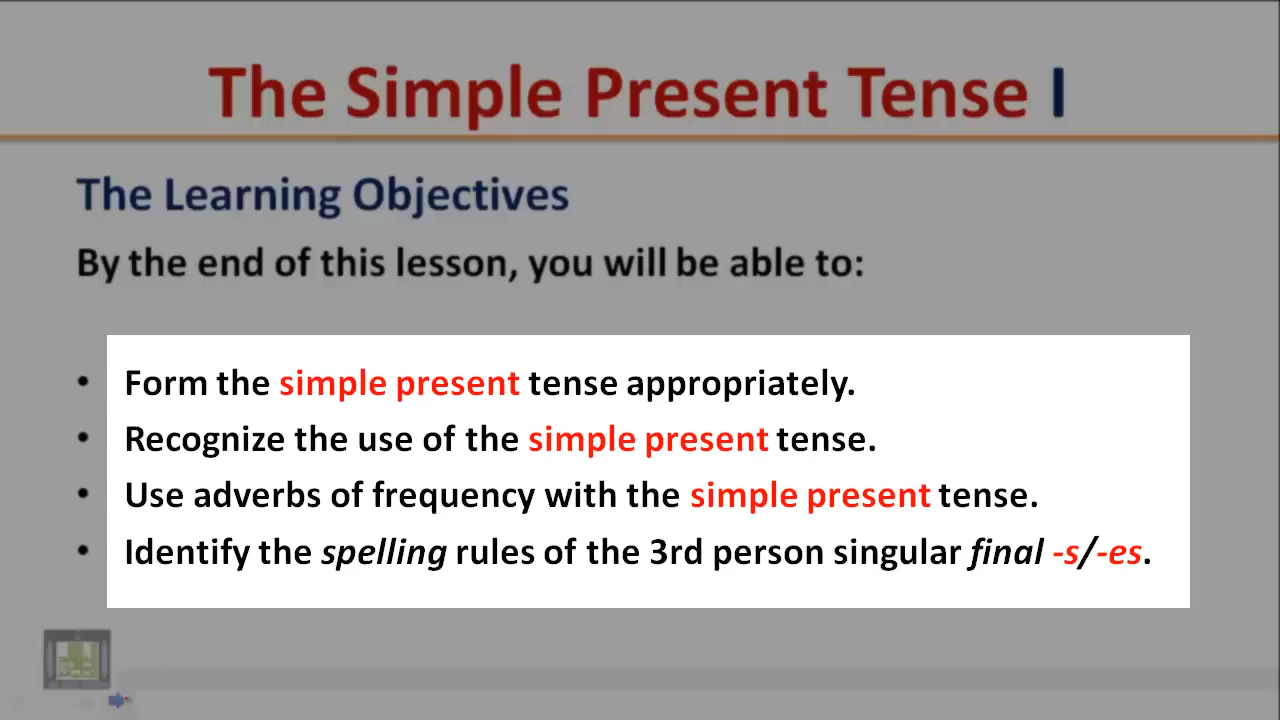 The Simple Present Tense I
The Learning Objectives
By the end of this lesson, you will be able to:
• Form the simple present tense appropriately.
• Recognize the use of the simple present tense.
• Use adverbs of frequency with the simple present tense.
• Identify the spelling rules of the 3rd person singular final -s/-es.